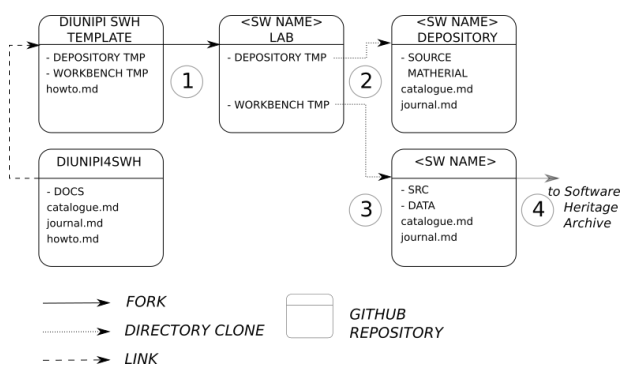 DIUNIPI SWH
TEMPLATE
- DEPOSITORY TMP
- WORKBENCH TMP
howto.md
1
<SW NAME>
LAB
- DEPOSITORY TMP
- WORKBENCH TMP
2
<SW NAME>
DEPOSITORY
- SOURCE
MATHERIAL
catalogue.md
journal.md
DIUNIPI4SWH
- DOCS
catalogue.md
journal.md
howto.md
3
<SW NAME>
- SRC
- DATA
catalogue.md
journal.md
4
to Software
Heritage
Archive
FORK
DIRECTORY CLONE
LINK
GITHUB
REPOSITORY